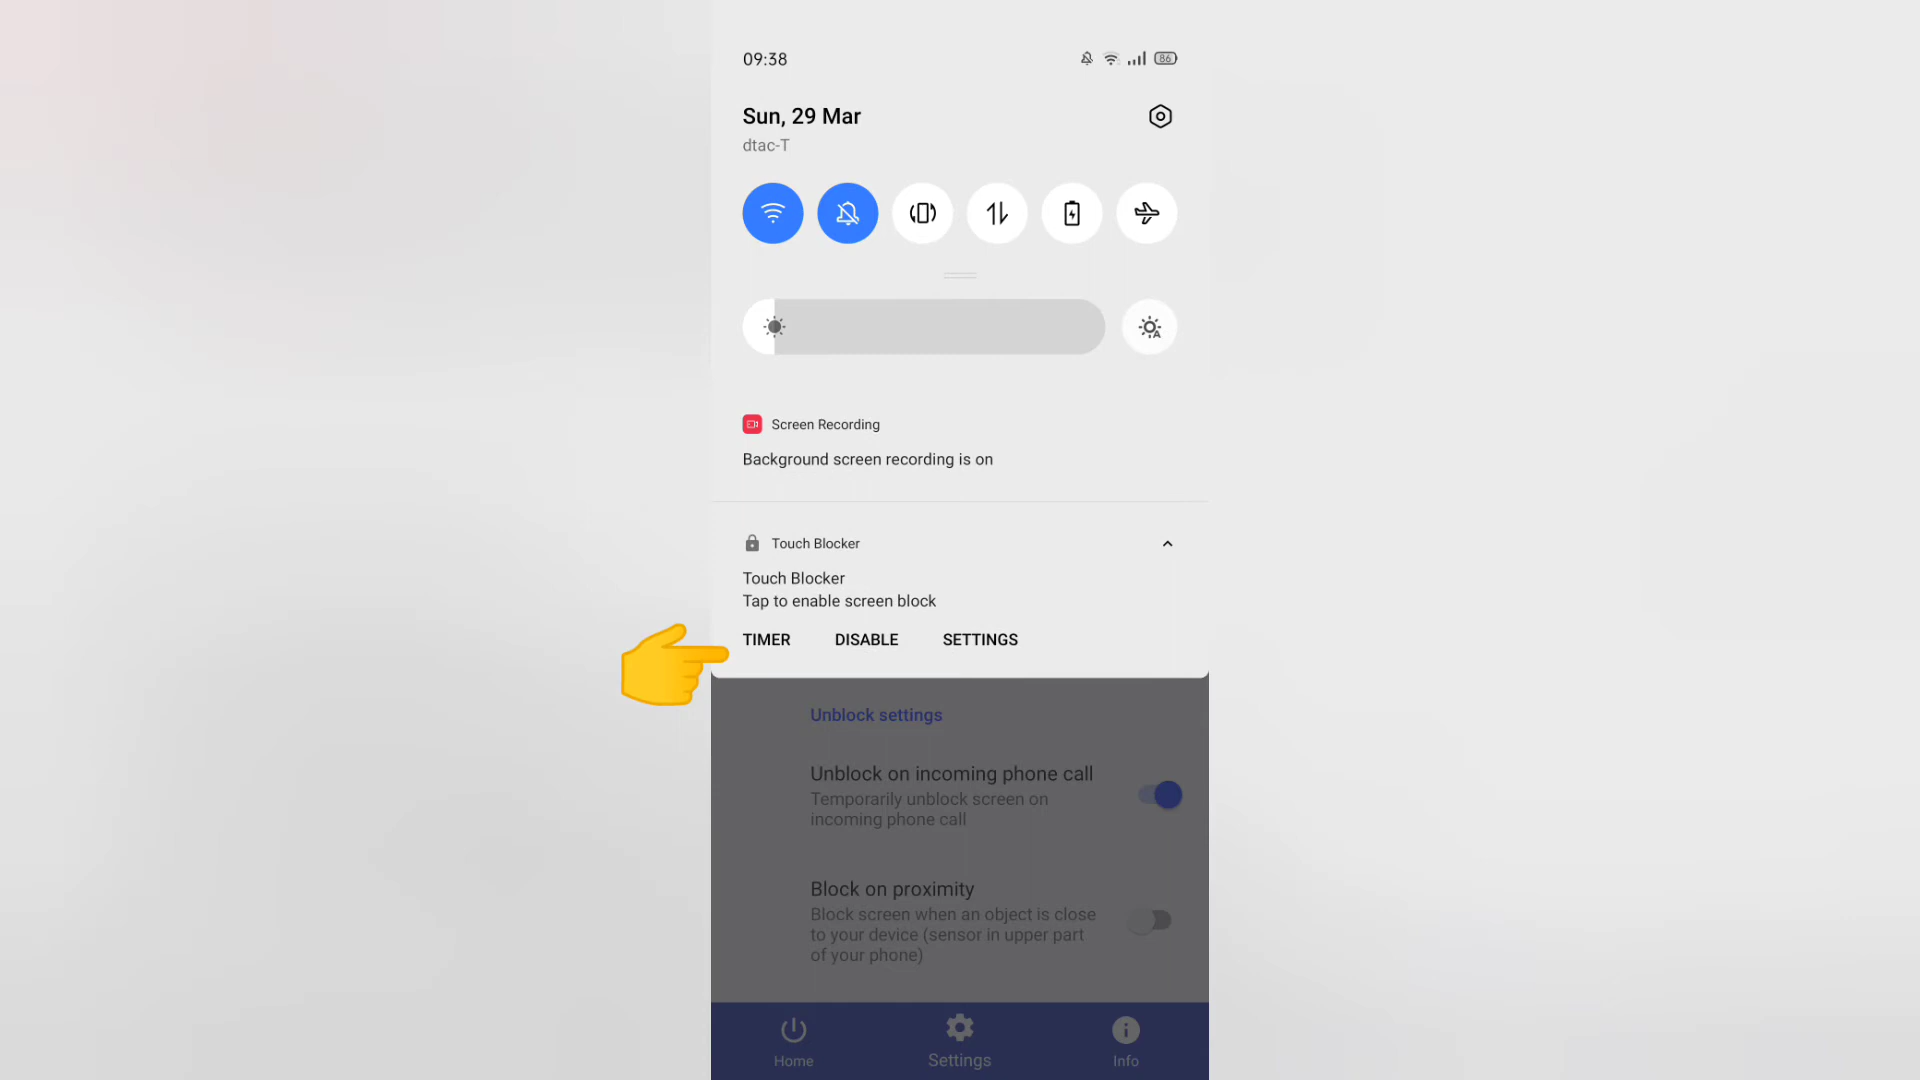 09:38
86
Sun, 29 Mar
dtac-T
A
Screen Recording
Background screen recording is on
Touch Blocker
Touch Blocker
Tap to enable screen block
TIMER DISABLE SETTINGS
Unblock settings
Unblock on incoming phone call
Temporarily unblock screen on
incoming phone call
Block on proximity
Block screen when an object is close
to your device (sensor in upper part
of your phone)
Home Settings Info